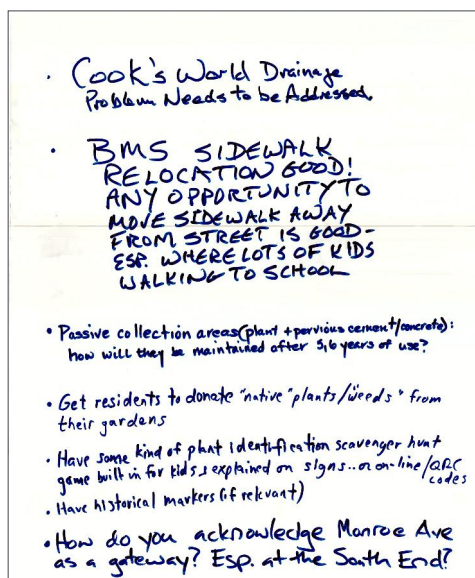 · Cook's World Drainage
Problem Needs to be Addressed.
· BMS SIDEWALK
RELOCATION GOOD!
ANY OPPORTUNITY TO
MOVE SIDEWALK AWAY
FROM STREET IS GOOD-
ESP. WHERE LOTS OF KIDS
WALKING TO SCHOOL
· Passive collection areas (plant + pervious cement/concrete):
how will they be maintained after 5,6 years of use?
· Get residents to donate "native" plants/"weeds" from
their gardens
· Have some kind of plant identification scavenger hunt
game built in for kids & explained on signs..or on-line/QRC
codes
· Have historical markers (if relevant)
· How do you acknowledge Monroe Ave
as a gateway? Esp. at the South End?